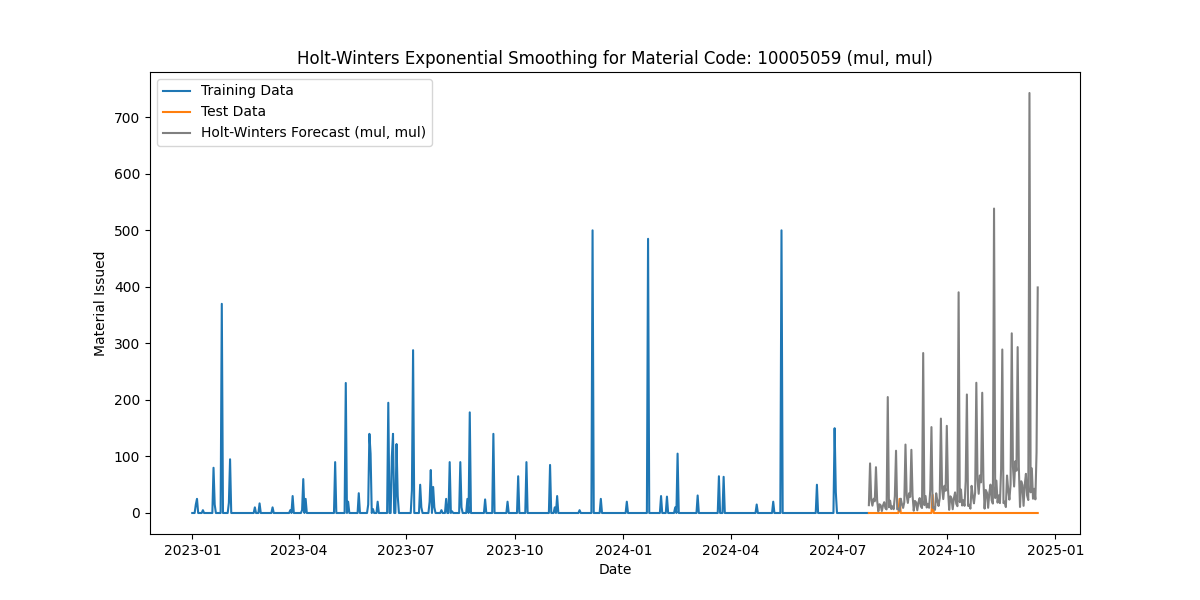 Holt-Winters Exponential Smoothing for Material Code: 10005059 (mul, mul)
Training Data
Test Data
Holt-Winters Forecast (mul, mul)
Material Issued
700
600
500
400
300
200
100
0
2023-01 2023-04 2023-07 2023-10 2024-01 2024-04 2024-07 2024-10 2025-01
Date